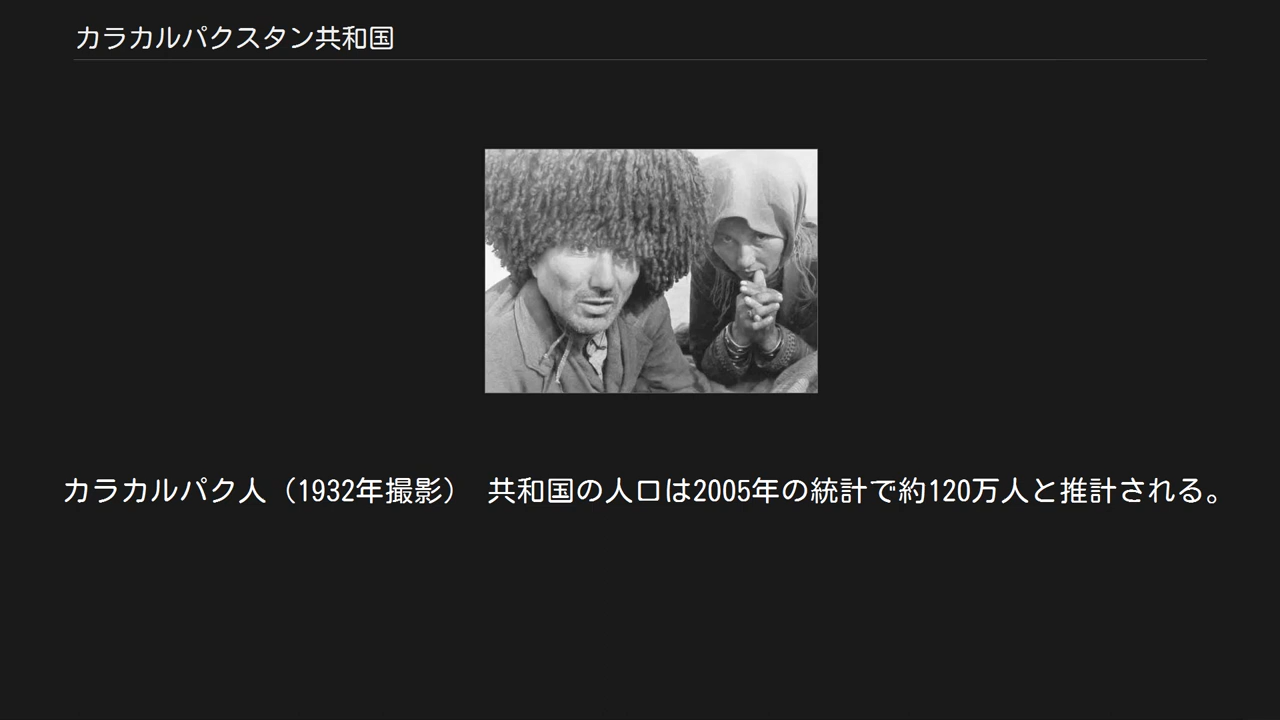 カラカルパクスタン共和国
カラカルパク人（1932年撮影）　共和国の人口は2005年の統計で約120万人と推計される。